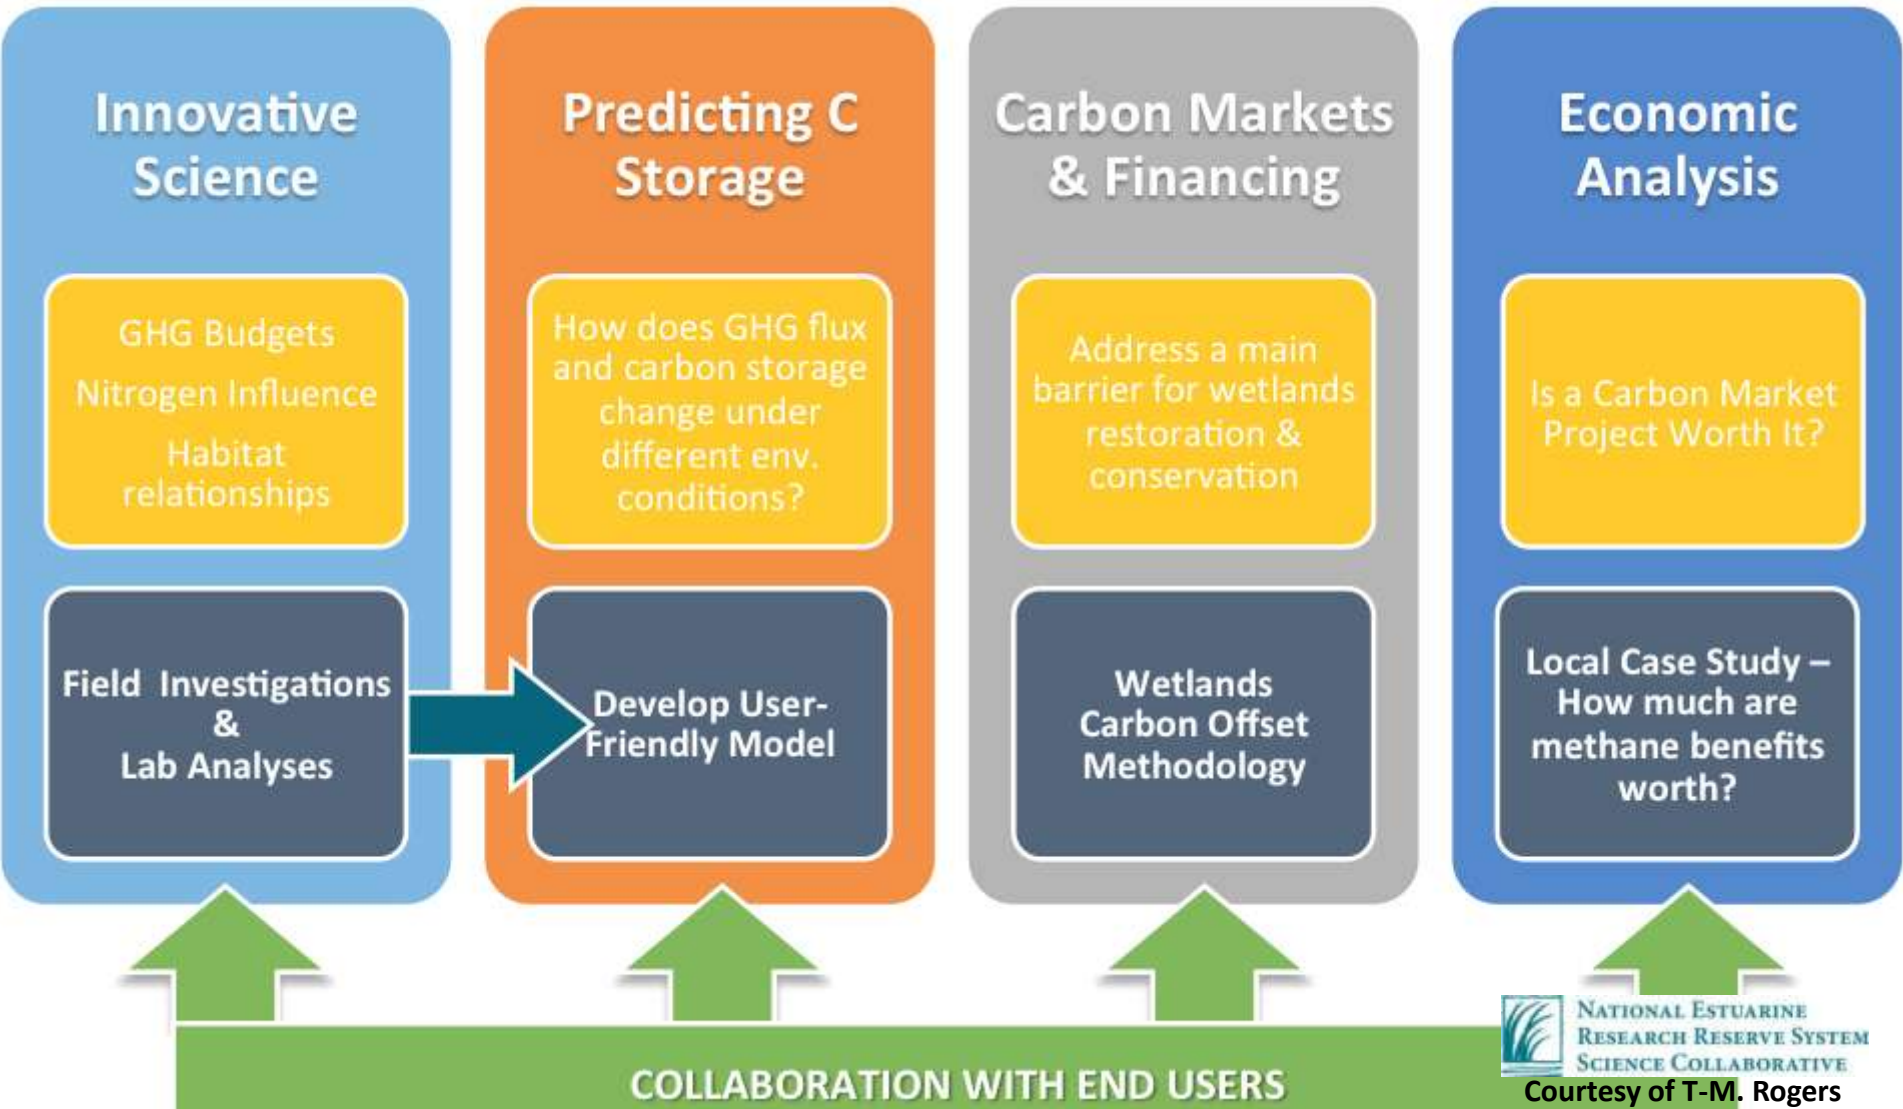 Innovative
Science
GHG Budgets
Nitrogen Influence
Habitat
relationships
Field Investigations
&
Lab Analyses
Predicting C
Storage
How does GHG flux
and carbon storage
change under
different env.
conditions?
Develop User-
Friendly Model
Carbon Markets
& Financing
Address a main
barrier for wetlands
restoration &
conservation
Wetlands
Carbon Offset
Methodology
Economic
Analysis
Is a Carbon Market
Project Worth It?
Local Case Study –
How much are
methane benefits
worth?
COLLABORATION WITH END USERS
NATIONAL ESTUARINE
RESEARCH RESERVE SYSTEM
SCIENCE COLLABORATIVE
Courtesy of T-M. Rogers